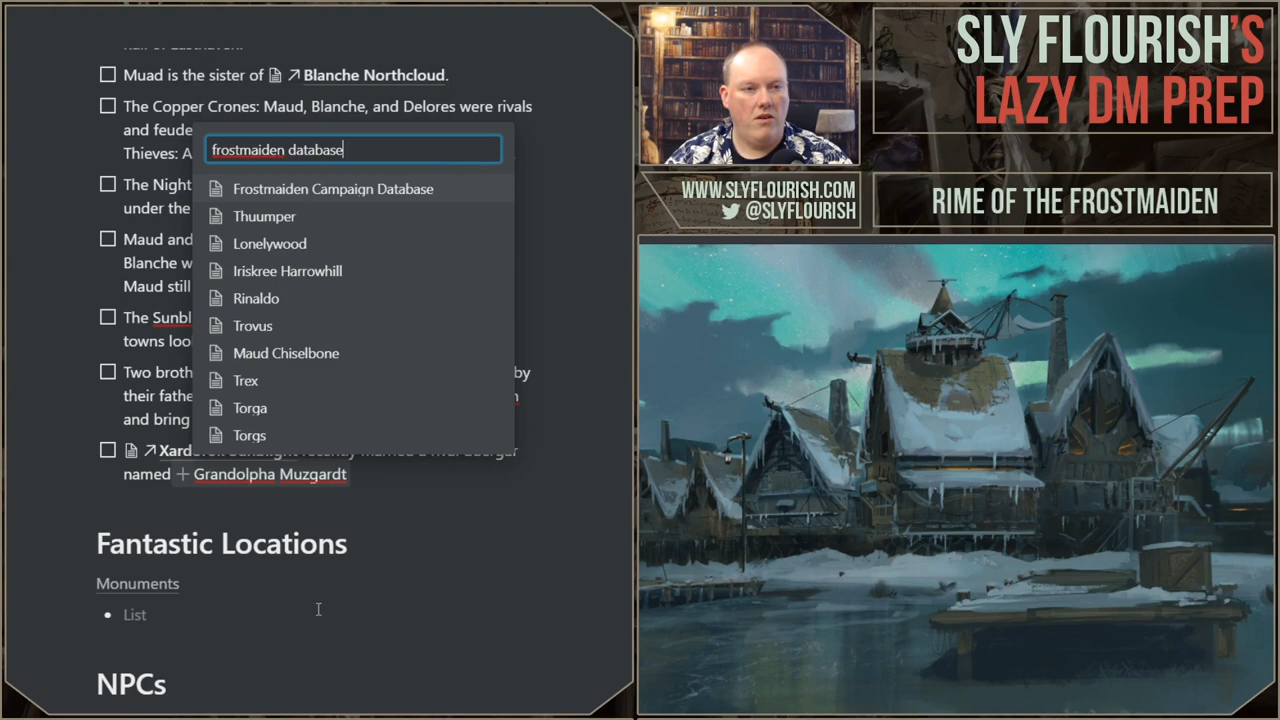 Muad is the sister of Blanche Northcloud.
The Copper Crones: Maud, Blanche, and Delores were rivals
and feude
Thieves: A
frostmaiden database
Frostmaiden Campaign Database
Thuumper
Lonelywood
Iriskree Harrowhill
Rinaldo
Trovus
Maud Chiselbone
Trex
Torga
Torgs
The Night
under the
Maud and
Blanche w
Maud still
The Sunbl
towns loo
Two broth by
their fathe
and bring
Xard
named + Grandolpha Muzgardt
Fantastic Locations
Monuments
• List
NPCs
SLY FLOURISH'S
LAZY DM PREP
WWW.SLYFLOURISH.COM
@SLYFLOURISH
RIME OF THE FROSTMAIDEN